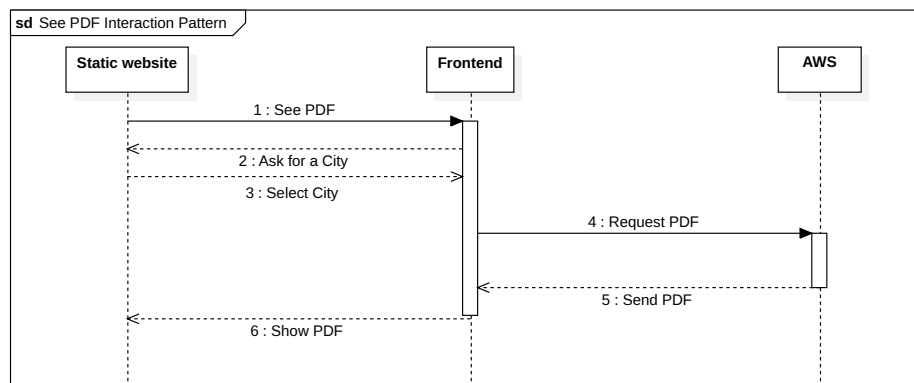 sd See PDF Interaction Pattern
Static website
Frontend
AWS
1 : See PDF
2 : Ask for a City
3 : Select City
4 : Request PDF
5 : Send PDF
6 : Show PDF